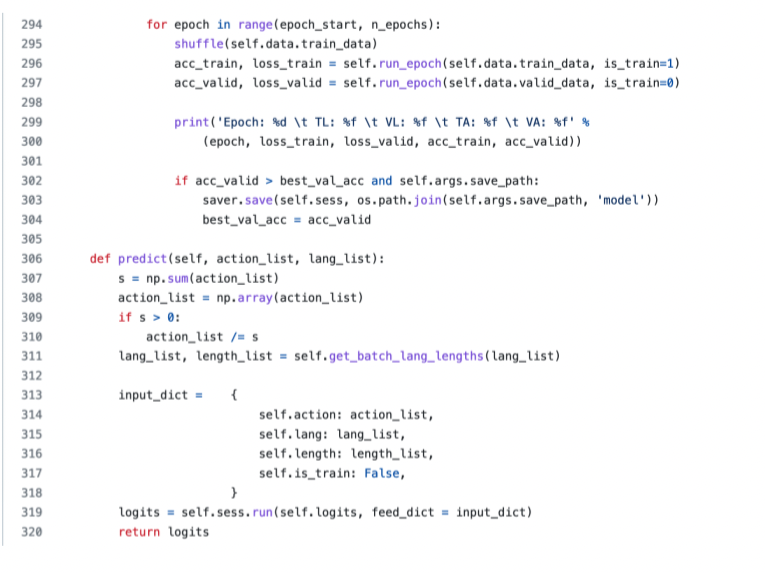 294 for epoch in range(epoch_start, n_epochs):
295 shuffle(self.data.train_data)
296 acc_train, loss_train = self.run_epoch(self.data.train_data, is_train=1)
297 acc_valid, loss_valid = self.run_epoch(self.data.valid_data, is_train=0)
298
299 print('Epoch: %d \t TL: %f \t VL: %f \t TA: %f \t VA: %f' %
300 (epoch, loss_train, loss_valid, acc_train, acc_valid))
301
302 if acc_valid > best_val_acc and self.args.save_path:
303 saver.save(self.sess, os.path.join(self.args.save_path, 'model'))
304 best_val_acc = acc_valid
305
306 def predict(self, action_list, lang_list):
307 s = np.sum(action_list)
308 action_list = np.array(action_list)
309 if s > 0:
310 action_list /= s
311 lang_list, length_list = self.get_batch_lang_lengths(lang_list)
312
313 input_dict = {
314 self.action: action_list,
315 self.lang: lang_list,
316 self.length: length_list,
317 self.is_train: False,
318 }
319 logits = self.sess.run(self.logits, feed_dict = input_dict)
320 return logits